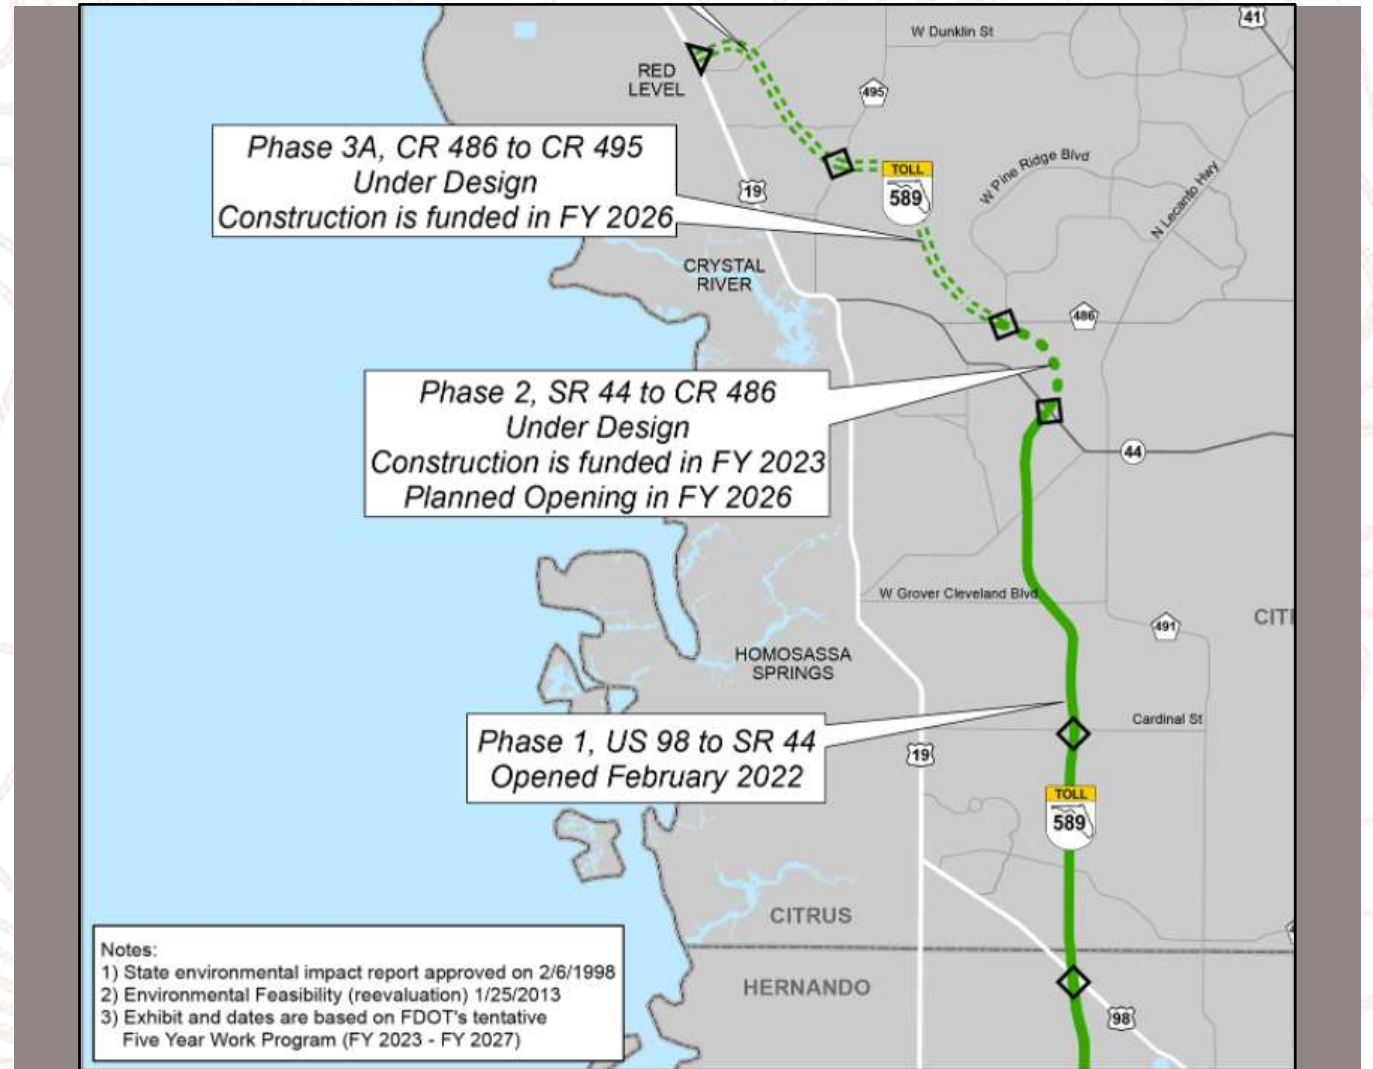 41
W Dunklin St
RED
LEVEL
495
Phase 3A, CR 486 to CR 495
Under Design
Construction is funded in FY 2026
W Pine Ridge Blvd
TOLL
589
19
N Lecanto Hwy
CRYSTAL
RIVER
486
Phase 2, SR 44 to CR 486
Under Design
Construction is funded in FY 2023
Planned Opening in FY 2026
44
W Grover Cleveland Blvd
CIT
491
HOMOSASSA
SPRINGS
Cardinal St
Phase 1, US 98 to SR 44
Opened February 2022
19
TOLL
589
CITRUS
HERNANDO
98
Notes:
1) State environmental impact report approved on 2/6/1998
2) Environmental Feasibility (reevaluation) 1/25/2013
3) Exhibit and dates are based on FDOT's tentative
Five Year Work Program (FY 2023 - FY 2027)